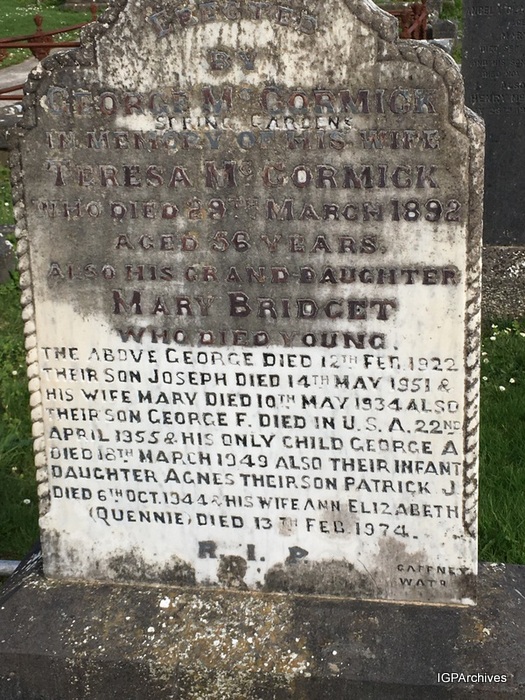 ERECTED
BY
GEORGE McCORMICK
SPRING GARDENS
IN MEMORY OF HIS WIFE
TERESA McCORMICK
WHO DIED 29TH MARCH 1892
AGED 56 YEARS.
ALSO HIS GRAND-DAUGHTER
MARY BRIDGET
WHO DIED YOUNG.
THE ABOVE GEORGE DIED 12TH FEB. 1922
THEIR SON JOSEPH DIED 14TH MAY 1951 &
HIS WIFE MARY DIED 10TH MAY 1934 ALSO
THEIR SON GEORGE F. DIED IN U.S.A. 22ND
APRIL 1955 & HIS ONLY CHILD GEORGE A
DIED 18TH MARCH 1949 ALSO THEIR INFANT
DAUGHTER AGNES THEIR SON PATRICK J
DIED 6TH OCT. 1944 & HIS WIFE ANN ELIZABETH
(QUENNIE) DIED 13TH FEB. 1974.
R.I.P.
GAFFNEY
WATR
IGPArchives